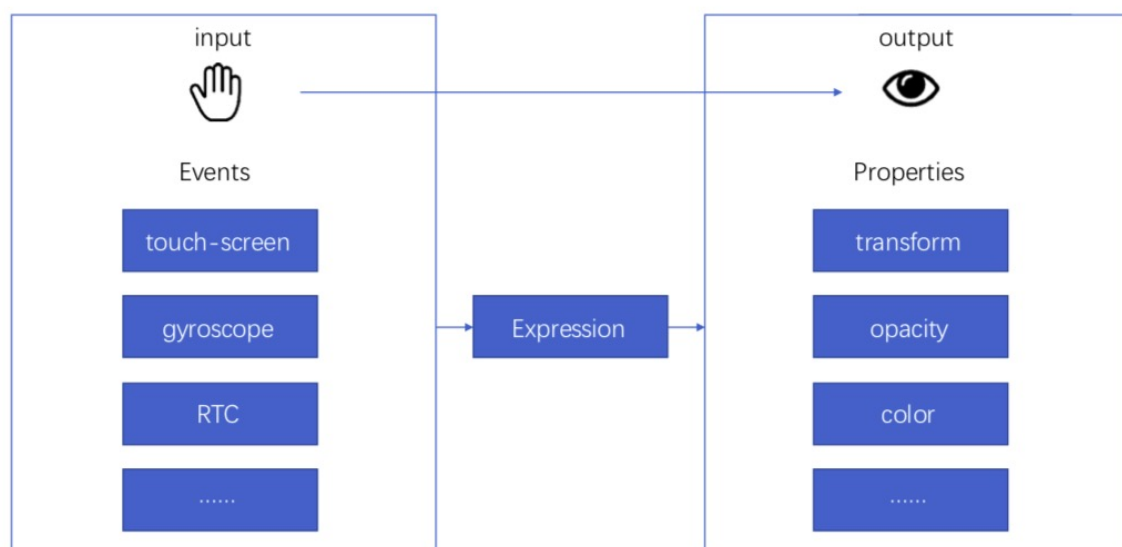 input
Events
touch-screen
gyroscope
RTC
......
Expression
output
Properties
transform
opacity
color
......